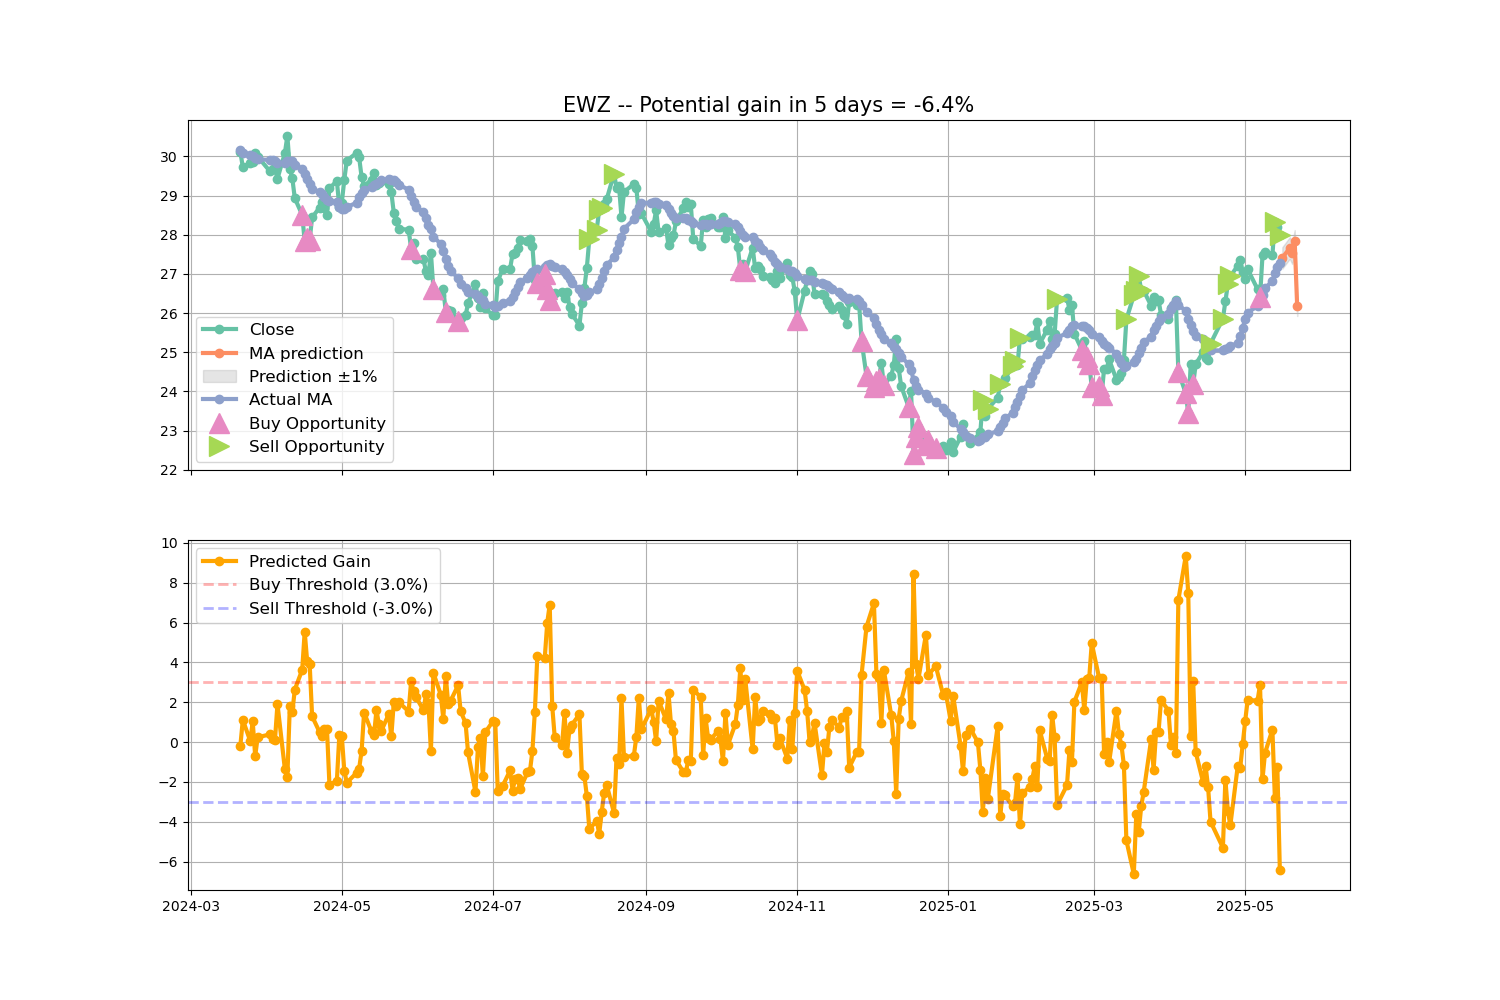 EWZ -- Potential gain in 5 days = -6.4%
30
29
28
27
26
25
24
23
22
Close
MA prediction
Prediction ±1%
Actual MA
Buy Opportunity
Sell Opportunity
10
8
6
4
2
0
−2
−4
−6
Predicted Gain
Buy Threshold (3.0%)
Sell Threshold (-3.0%)
2024-03 2024-05 2024-07 2024-09 2024-11 2025-01 2025-03 2025-05